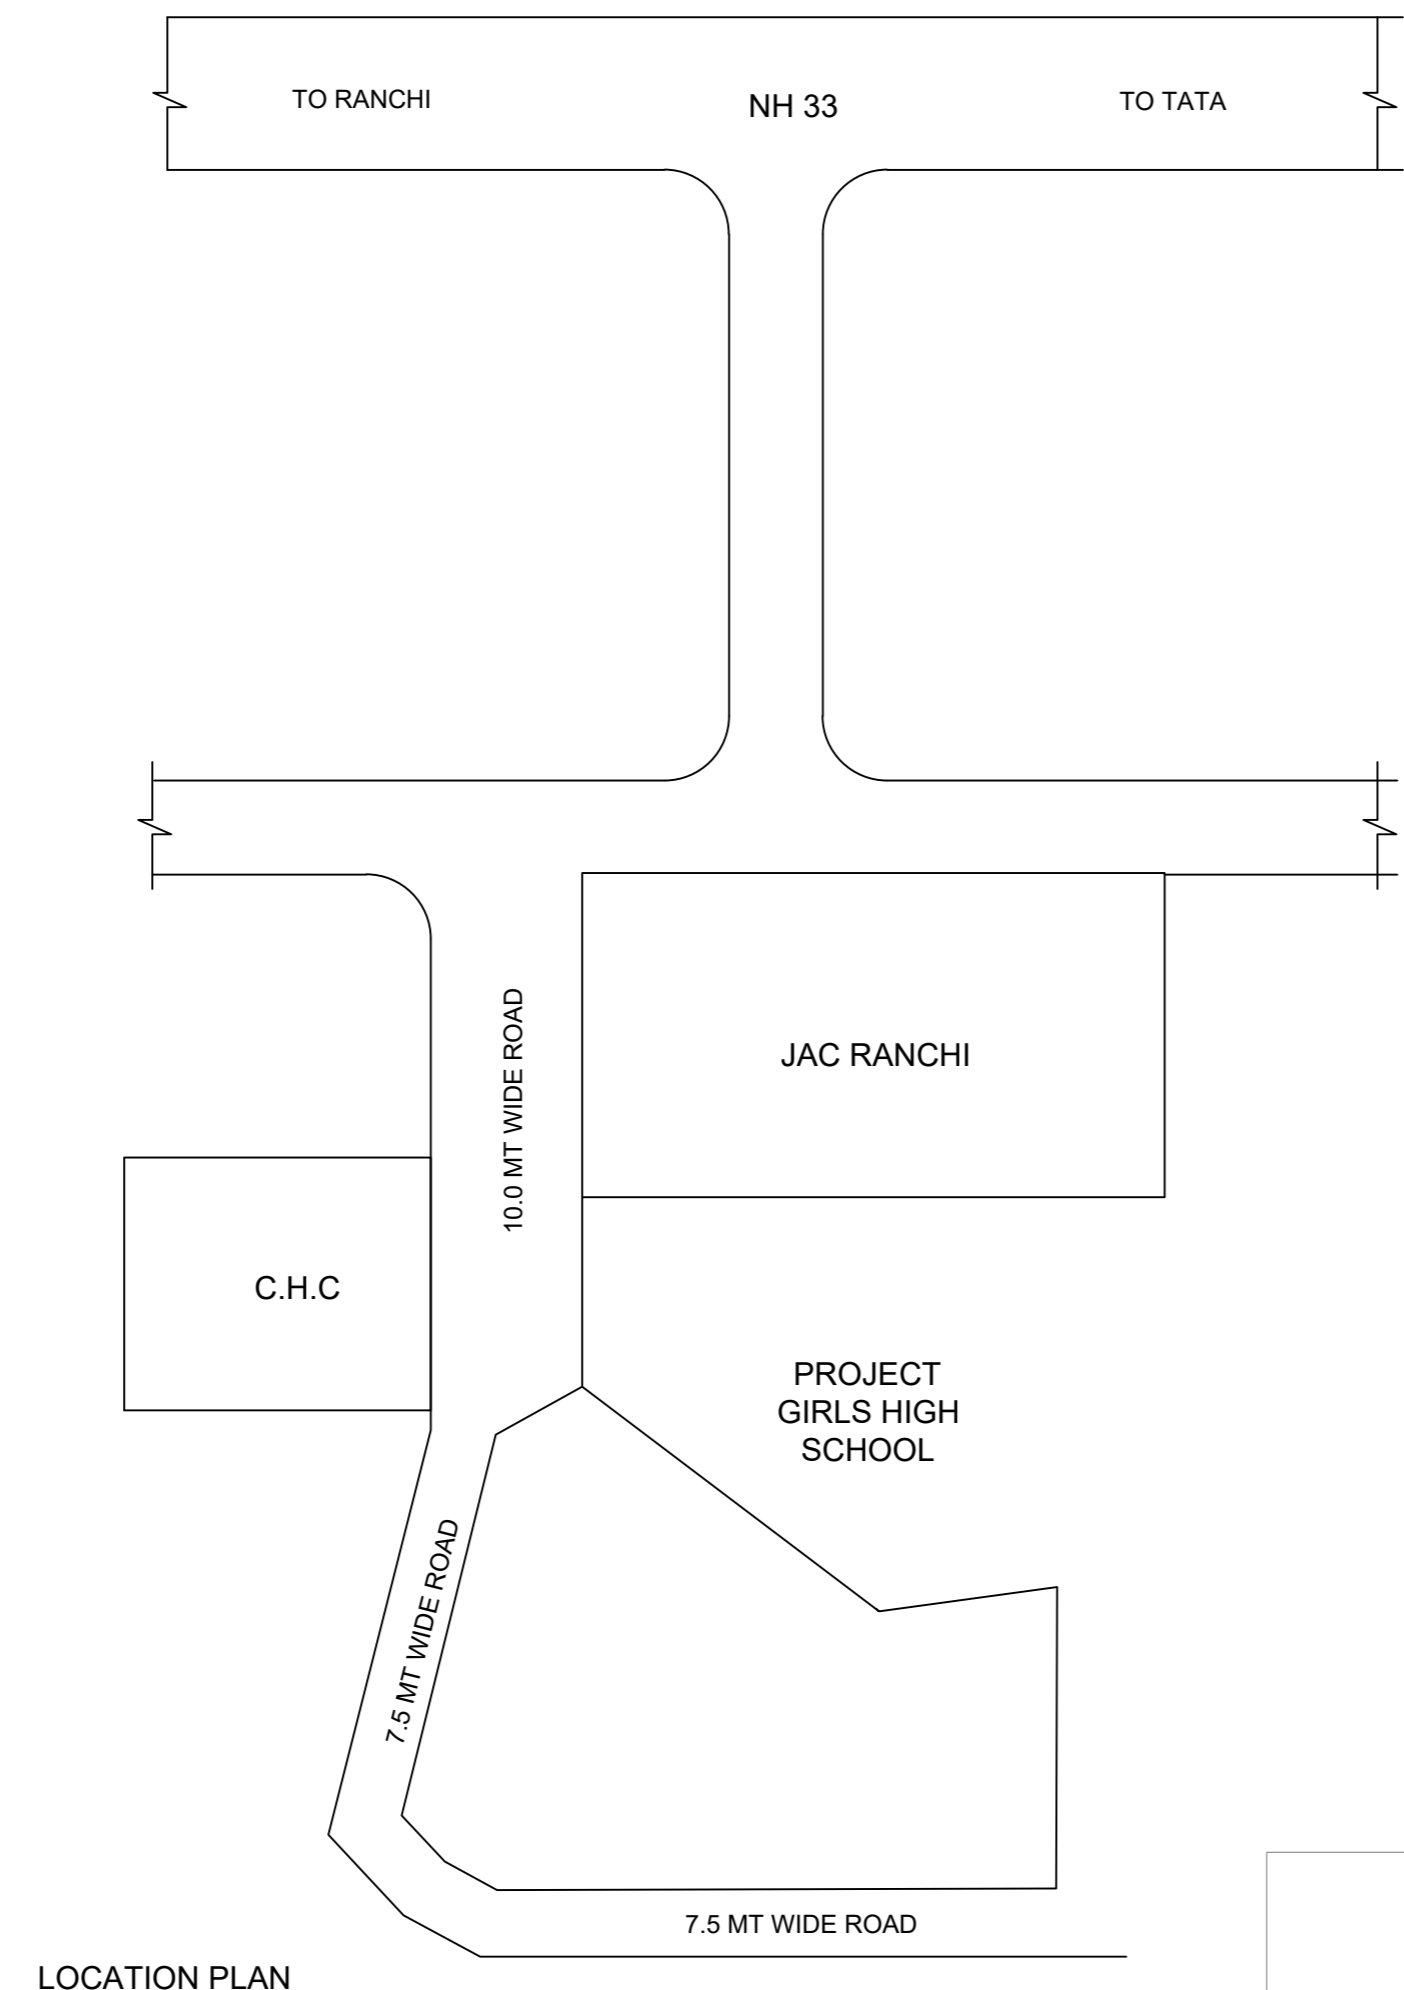 TO RANCHI
NH 33
TO TATA
10.0 MT WIDE ROAD
JAC RANCHI
C.H.C
PROJECT
GIRLS HIGH
SCHOOL
7.5 MT WIDE ROAD
7.5 MT WIDE ROAD
LOCATION PLAN